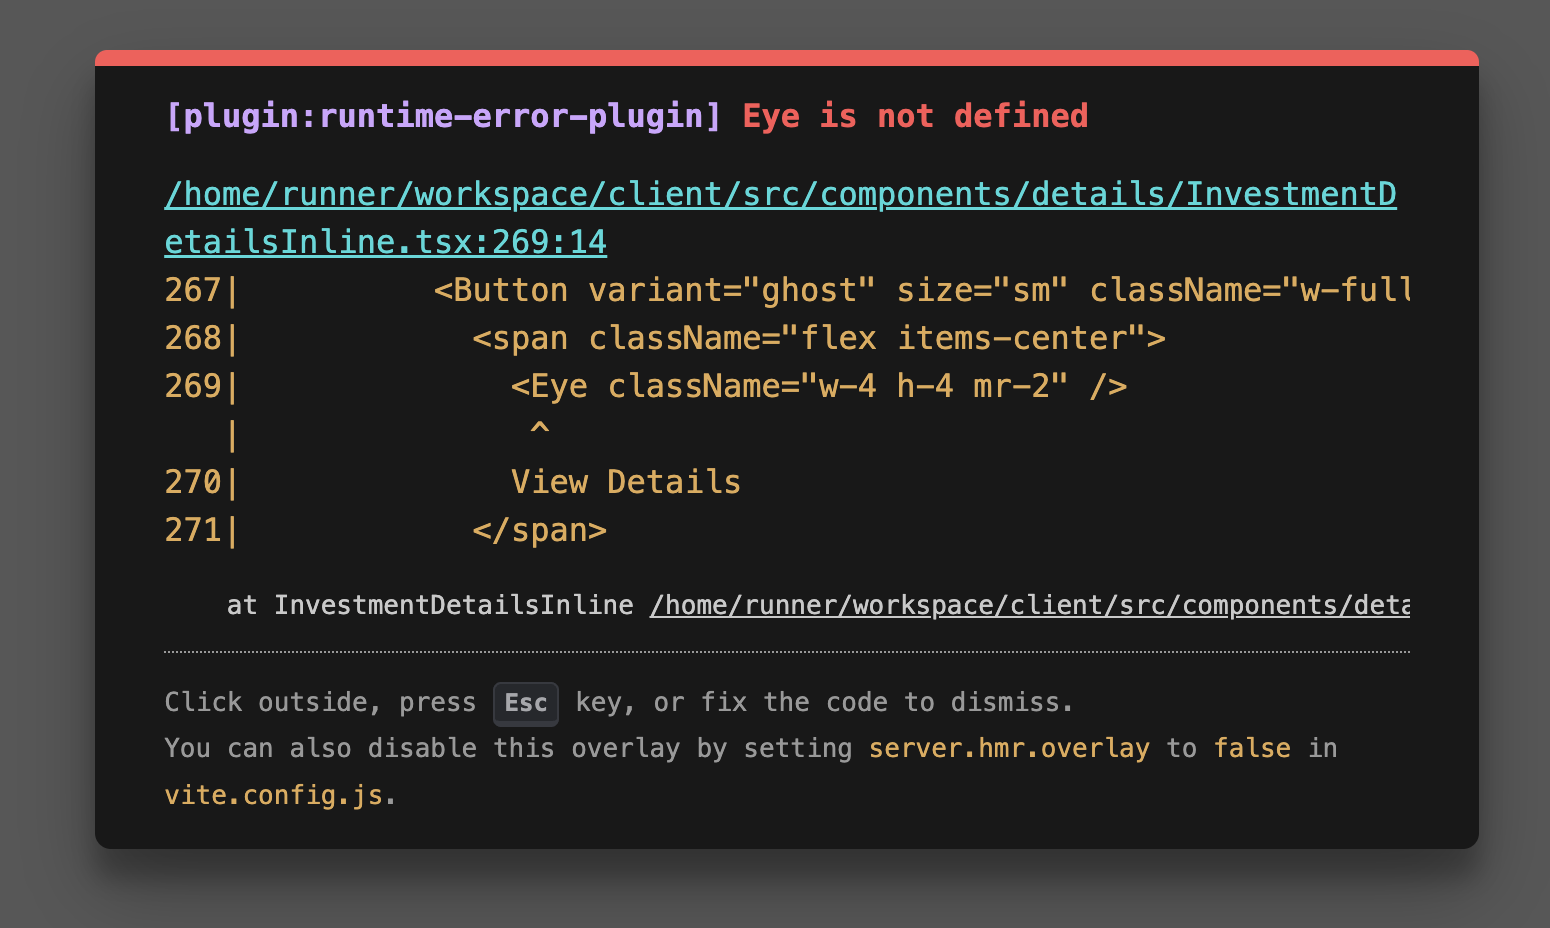 [plugin:runtime-error-plugin] Eye is not defined
/home/runner/workspace/client/src/components/details/InvestmentD
etailsInline.tsx:269:14
267|          <Button variant="ghost" size="sm" className="w-full
268|            <span className="flex items-center">
269|              <Eye className="w-4 h-4 mr-2" />
   |               ^
270|              View Details
271|            </span>
at InvestmentDetailsInline /home/runner/workspace/client/src/components/deta
Click outside, press Esc key, or fix the code to dismiss.
You can also disable this overlay by setting server.hmr.overlay to false in
vite.config.js.